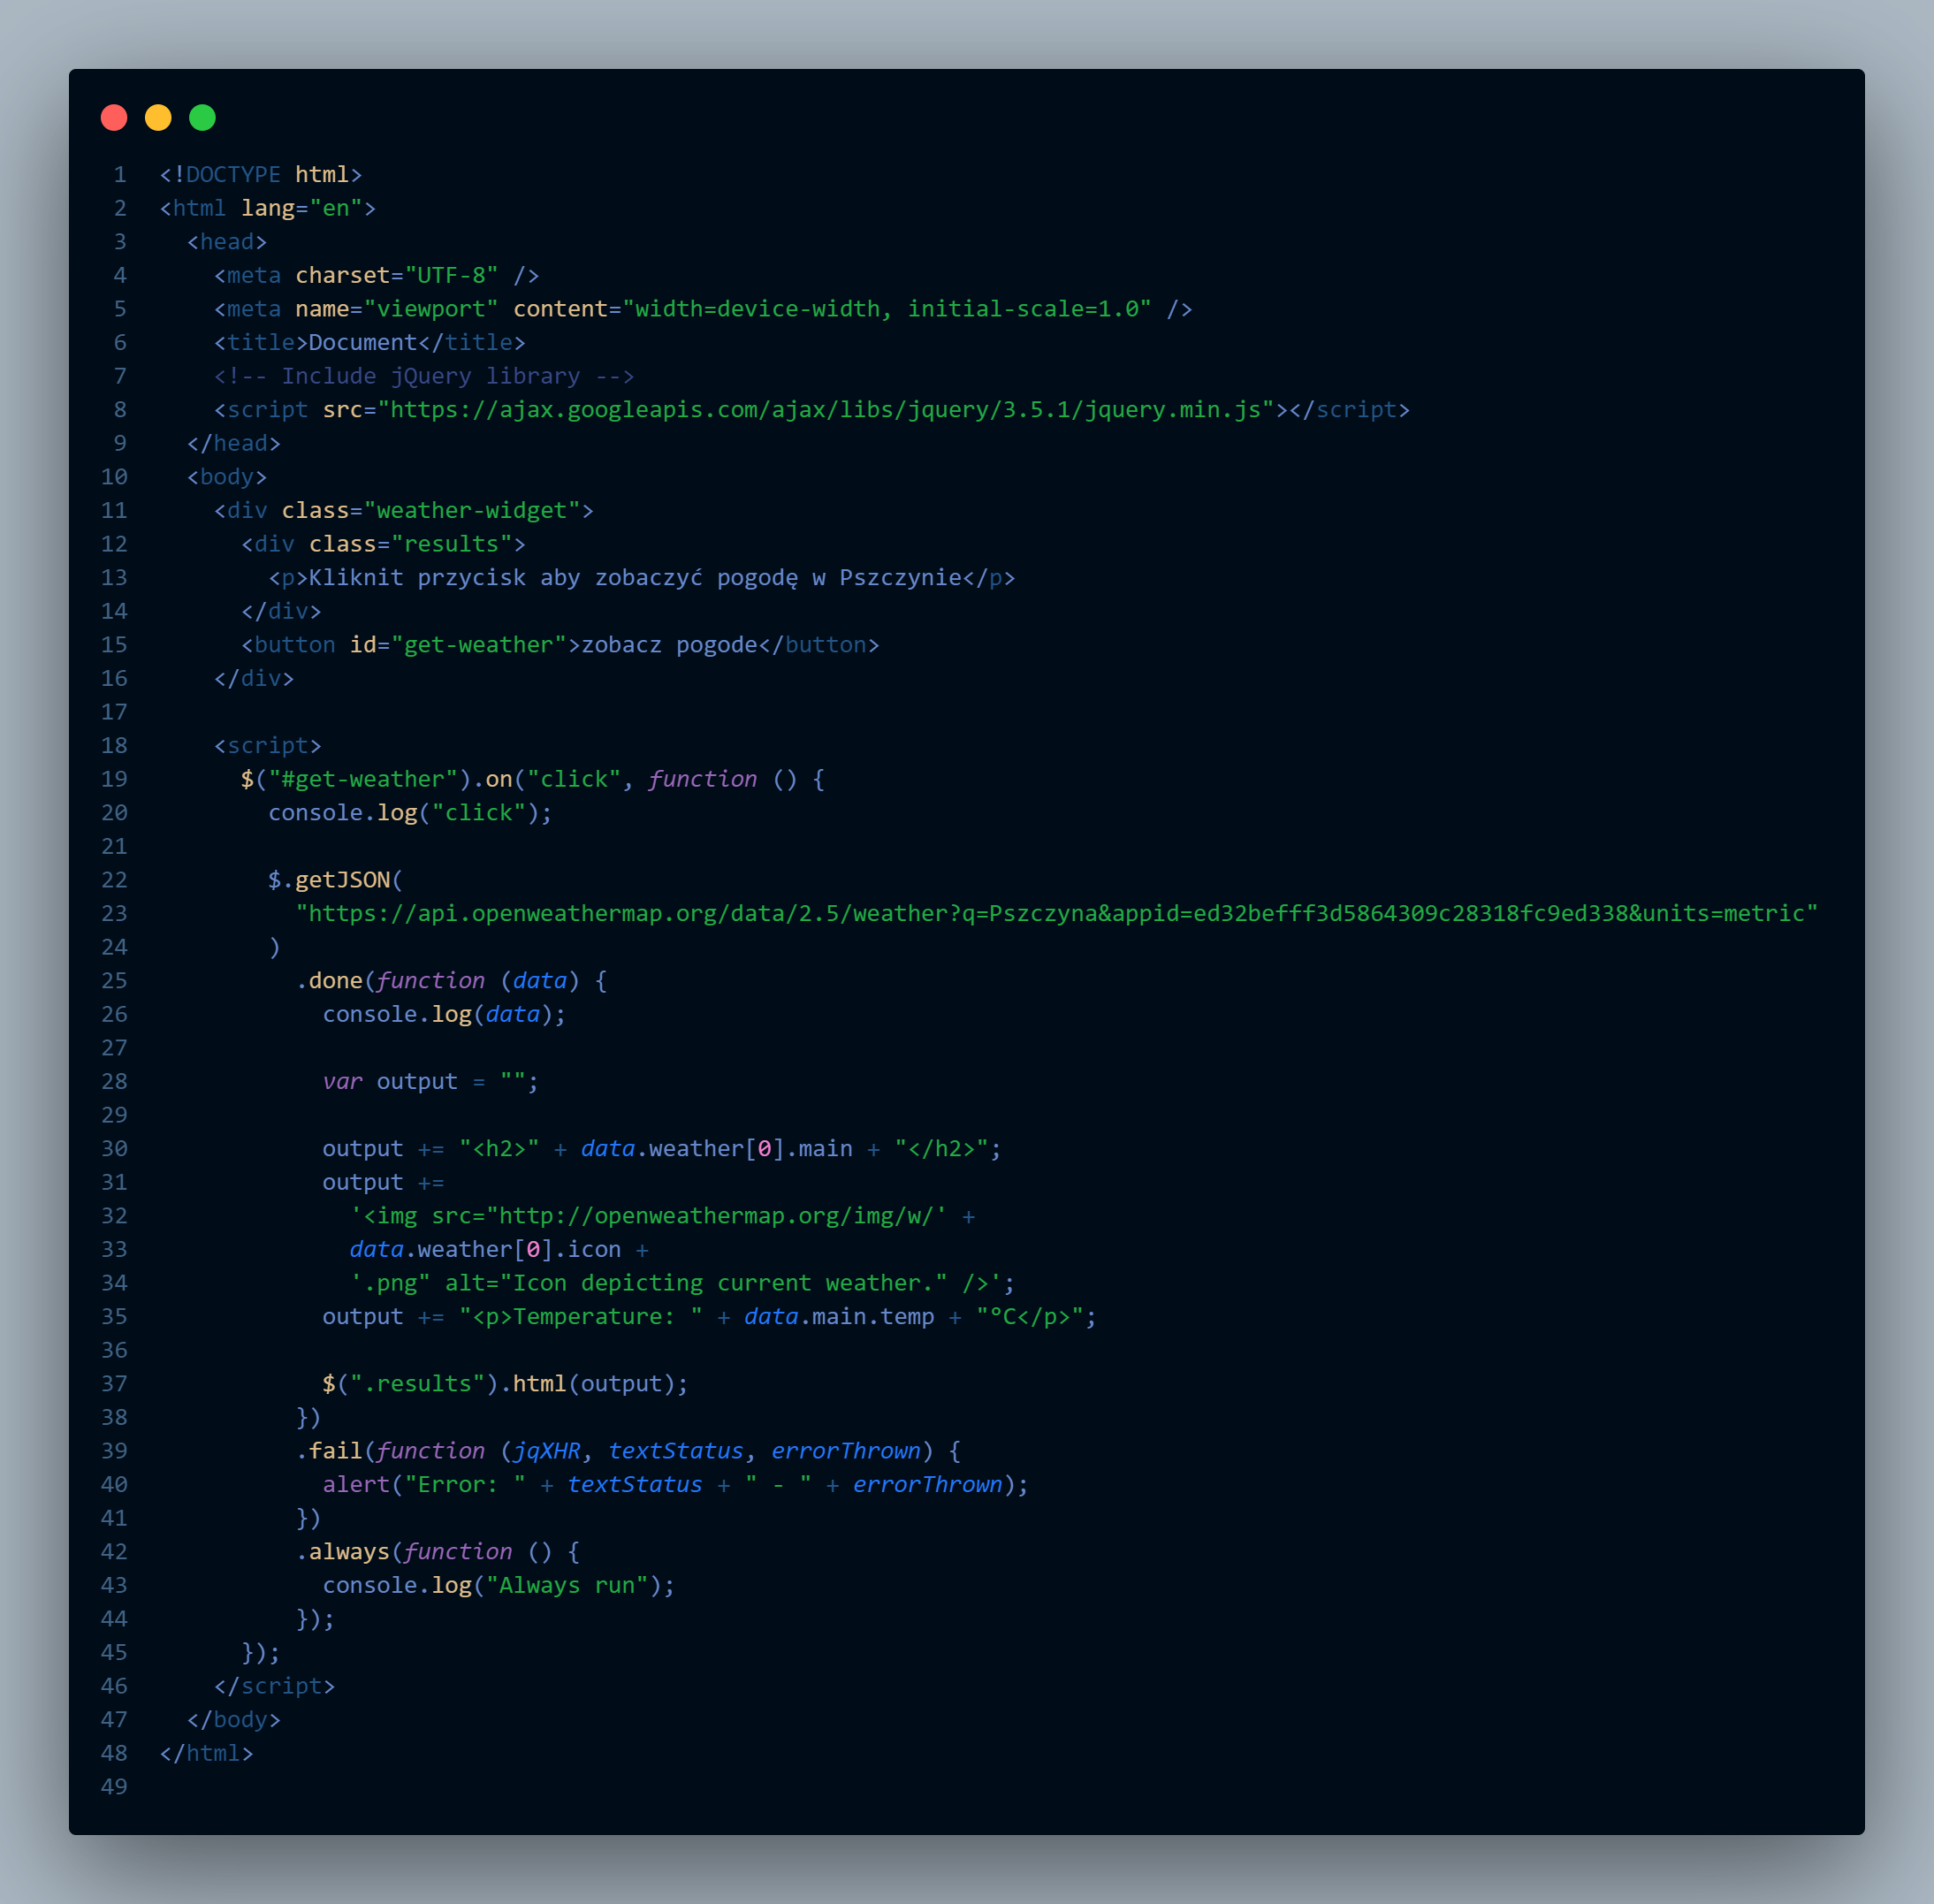 1 <!DOCTYPE html>
2 <html lang="en">
3   <head>
4     <meta charset="UTF-8" />
5     <meta name="viewport" content="width=device-width, initial-scale=1.0" />
6     <title>Document</title>
7     <!-- Include jQuery library -->
8     <script src="https://ajax.googleapis.com/ajax/libs/jquery/3.5.1/jquery.min.js"></script>
9   </head>
10   <body>
11     <div class="weather-widget">
12       <div class="results">
13         <p>Kliknit przycisk aby zobaczyć pogodę w Pszczynie</p>
14       </div>
15       <button id="get-weather">zobacz pogode</button>
16     </div>
17
18     <script>
19       $("#get-weather").on("click", function () {
20         console.log("click");
21
22         $.getJSON(
23           "https://api.openweathermap.org/data/2.5/weather?q=Pszczyna&appid=ed32befff3d5864309c28318fc9ed338&units=metric"
24         )
25           .done(function (data) {
26             console.log(data);
27
28             var output = "";
29
30             output += "<h2>" + data.weather[0].main + "</h2>";
31             output +=
32               '<img src="http://openweathermap.org/img/w/' +
33               data.weather[0].icon +
34               '.png" alt="Icon depicting current weather." />';
35             output += "<p>Temperature: " + data.main.temp + "°C</p>";
36
37             $(".results").html(output);
38           })
39           .fail(function (jqXHR, textStatus, errorThrown) {
40             alert("Error: " + textStatus + " - " + errorThrown);
41           })
42           .always(function () {
43             console.log("Always run");
44           });
45       });
46     </script>
47   </body>
48 </html>
49